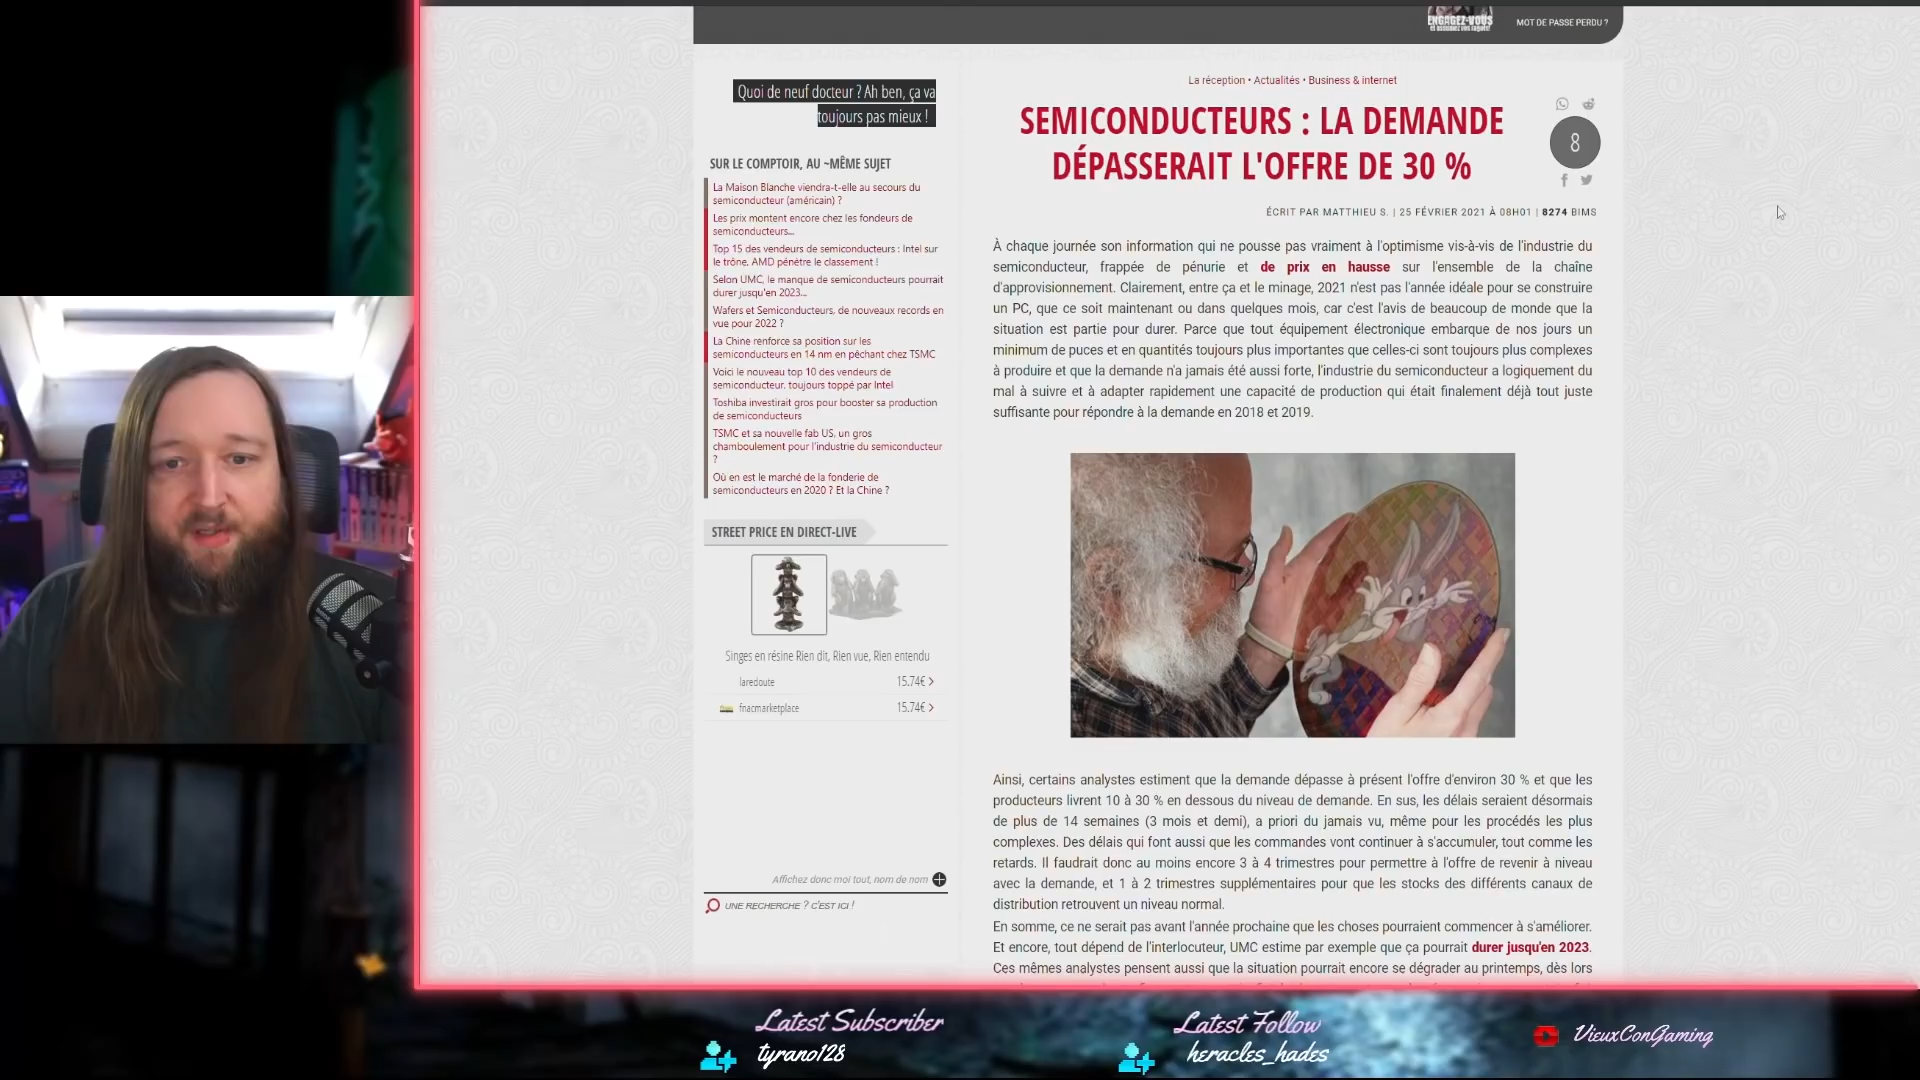 ENGAGEZ-VOUS
MOT DE PASSE PERDU ?
Quoi de neuf docteur ? Ah ben, ça va
toujours pas mieux !
SUR LE COMPTOIR, AU ~MÊME SUJET
La Maison Blanche viendra-t-elle au secours du
semiconducteur (américain) ?
Les prix montent encore chez les fondeurs de
semiconducteurs...
Top 15 des vendeurs de semiconducteurs : Intel sur
le trône, AMD pénètre le classement !
Selon UMC, le manque de semiconducteurs pourrait
durer jusqu'en 2023...
Wafers et Semiconducteurs, de nouveaux records en
vue pour 2022 ?
La Chine renforce sa position sur les
semiconducteurs en 14 nm en pêchant chez TSMC
Voici le nouveau top 10 des vendeurs de
semiconducteur, toujours toppé par Intel
Toshiba investirait gros pour booster sa production
de semiconducteurs
TSMC et sa nouvelle fab US, un gros
chamboulement pour l'industrie du semiconducteur
?
Où en est le marché de la fonderie de
semiconducteurs en 2020 ? Et la Chine ?
STREET PRICE EN DIRECT-LIVE
Singes en résine Rien dit, Rien vue, Rien entendu
laredoute 15.74€
fnacmarketplace 15.74€
Affichez donc moi tout, nom de nom
UNE RECHERCHE ? C'EST ICI !
La réception • Actualités • Business & internet
SEMICONDUCTEURS : LA DEMANDE
DÉPASSERAIT L'OFFRE DE 30 %
8
ÉCRIT PAR MATTHIEU S. | 25 FÉVRIER 2021 À 08H01 | 8274 BIMS
À chaque journée son information qui ne pousse pas vraiment à l'optimisme vis-à-vis de l'industrie du
semiconducteur, frappée de pénurie et de prix en hausse sur l'ensemble de la chaîne
d'approvisionnement. Clairement, entre ça et le minage, 2021 n'est pas l'année idéale pour se construire
un PC, que ce soit maintenant ou dans quelques mois, car c'est l'avis de beaucoup de monde que la
situation est partie pour durer. Parce que tout équipement électronique embarque de nos jours un
minimum de puces et en quantités toujours plus importantes que celles-ci sont toujours plus complexes
à produire et que la demande n'a jamais été aussi forte, l'industrie du semiconducteur a logiquement du
mal à suivre et à adapter rapidement une capacité de production qui était finalement déjà tout juste
suffisante pour répondre à la demande en 2018 et 2019.
Ainsi, certains analystes estiment que la demande dépasse à présent l'offre d'environ 30 % et que les
producteurs livrent 10 à 30 % en dessous du niveau de demande. En sus, les délais seraient désormais
de plus de 14 semaines (3 mois et demi), a priori du jamais vu, même pour les procédés les plus
complexes. Des délais qui font aussi que les commandes vont continuer à s'accumuler, tout comme les
retards. Il faudrait donc au moins encore 3 à 4 trimestres pour permettre à l'offre de revenir à niveau
avec la demande, et 1 à 2 trimestres supplémentaires pour que les stocks des différents canaux de
distribution retrouvent un niveau normal.
En somme, ce ne serait pas avant l'année prochaine que les choses pourraient commencer à s'améliorer.
Et encore, tout dépend de l'interlocuteur, UMC estime par exemple que ça pourrait durer jusqu'en 2023.
Ces mêmes analystes pensent aussi que la situation pourrait encore se dégrader au printemps, dès lors
Latest Subscriber
tyrano128
Latest Follow
heracles_hades
VieuxConGaming